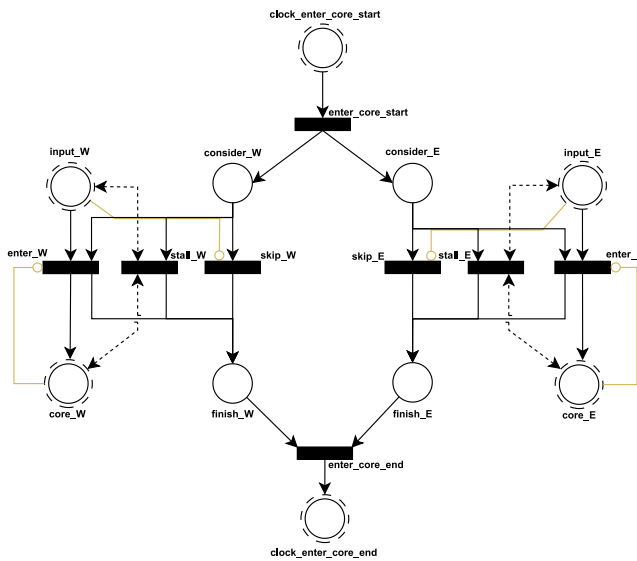 clock_enter_core_start
enter_core_start
input_W
consider_W
consider_E
input_E
enter_W
stall_W
skip_W
skip_E
stall_E
enter_
core_W
finish_W
finish_E
core_E
enter_core_end
clock_enter_core_end